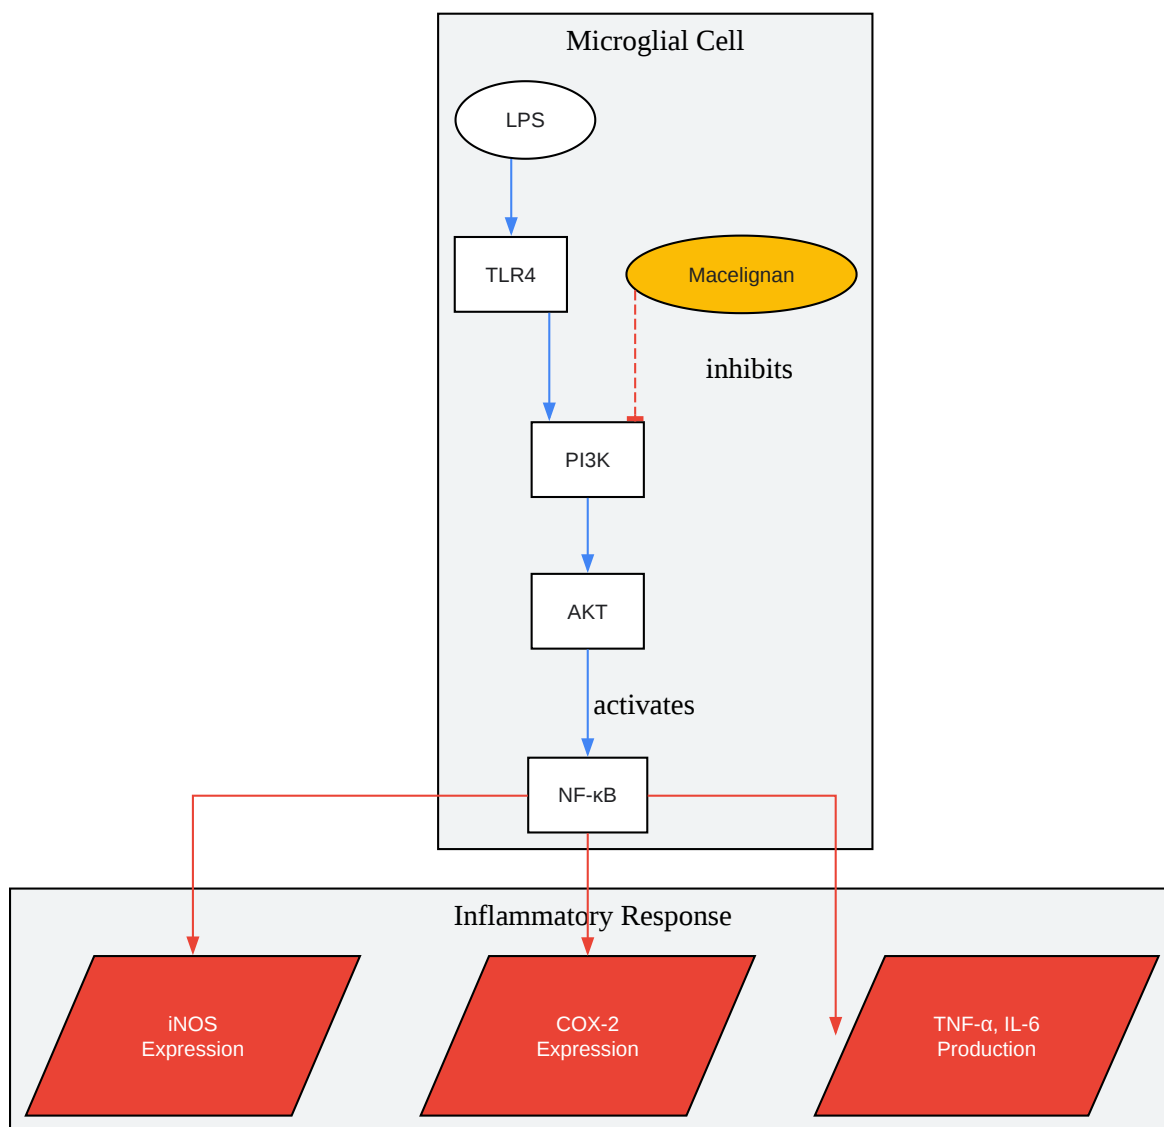 Microglial Cell
LPS
TLR4
Macelignan
inhibits
PI3K
AKT
activates
NF-κB
Inflammatory Response
iNOS
Expression
COX-2
Expression
TNF-α, IL-6
Production